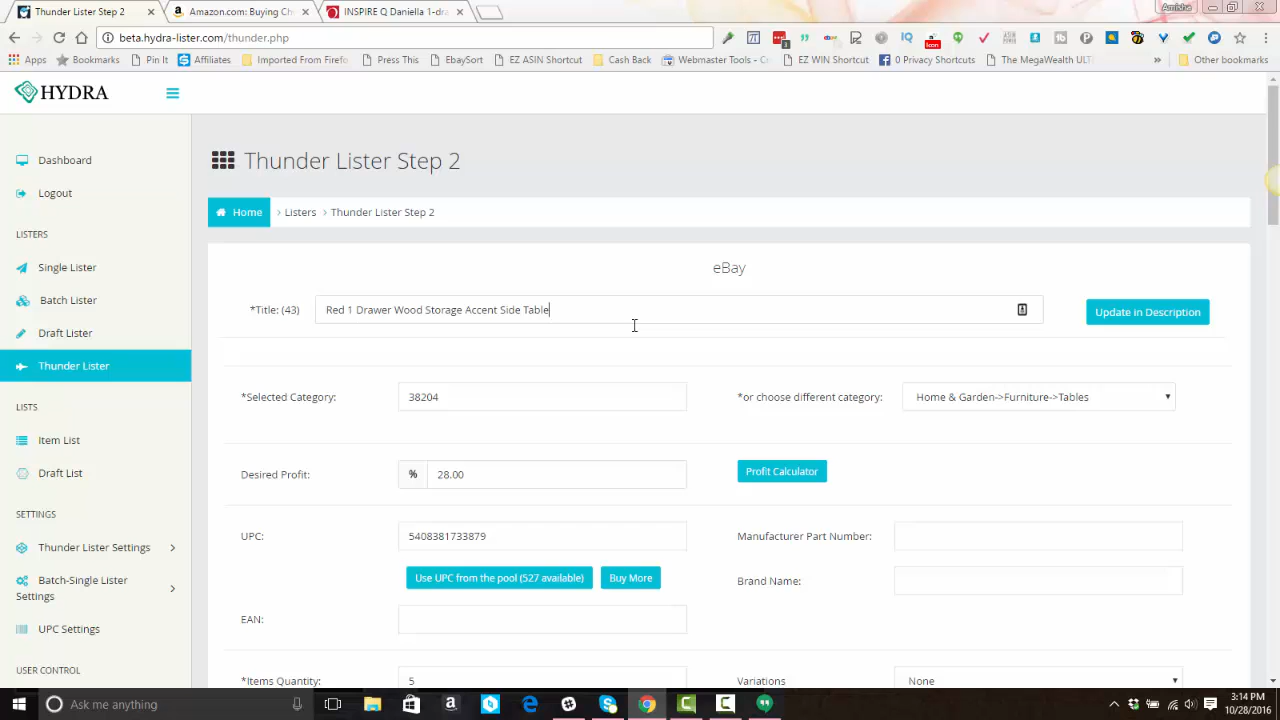 Thunder Lister Step 2
Amazon.com: Buying Ch
INSPIRE Q Daniella 1-dra
Amisha
beta.hydra-lister.com/thunder.php
Apps
Bookmarks
Pin It
Affiliates
Imported From Firefo
Press This
EbaySoft
EZ ASIN Shortcut
Cash Back
Webmaster Tools - C
EZ WIN Shortcut
0 Privacy Shortcuts
The MegaWealth ULTI
Other bookmarks
HYDRA
Dashboard
Logout
LISTERS
Single Lister
Batch Lister
Draft Lister
Thunder Lister
LISTS
Item List
Draft List
SETTINGS
Thunder Lister Settings
Batch-Single Lister
Settings
UPC Settings
USER CONTROL
Thunder Lister Step 2
Home > Listers > Thunder Lister Step 2
eBay
*Title: (43) Red 1 Drawer Wood Storage Accent Side Table Update in Description
*Selected Category: 38204 *or choose different category: Home & Garden->Furniture->Tables
Desired Profit: % 28.00 Profit Calculator
UPC: 5408381733879 Manufacturer Part Number:
Use UPC from the pool (527 available) Buy More
Brand Name:
EAN:
*Items Quantity: 5 Variations None
Ask me anything
3:14 PM
10/28/2016